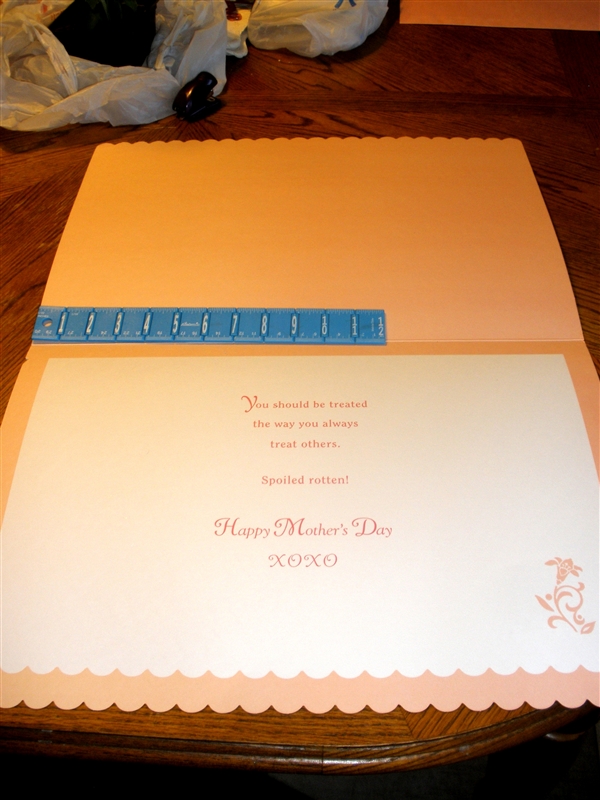 1 2 3 4 5 6 7 8 9 10 11 12
You should be treated
the way you always
treat others.
Spoiled rotten!
Happy Mother's Day
XOXO